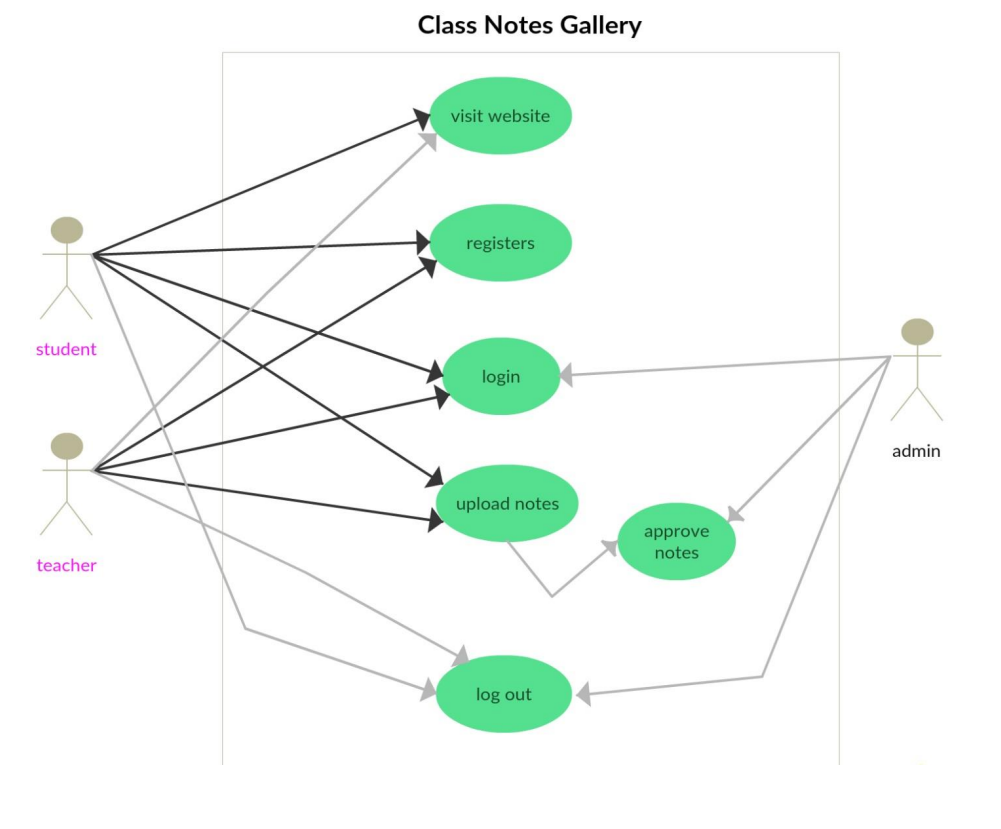 Class Notes Gallery
visit website
registers
student
login
admin
upload notes
approve
notes
teacher
log out